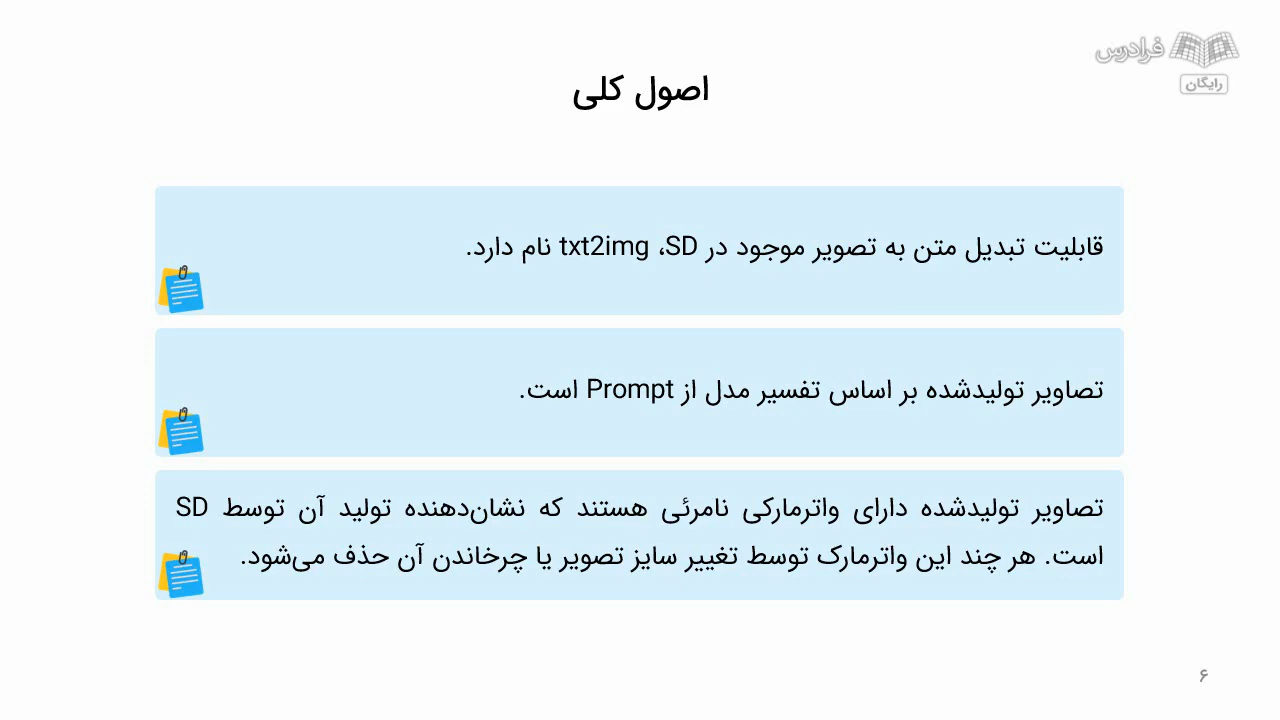 فرادرس
رایگان
اصول کلی
قابلیت تبدیل متن به تصویر موجود در SD، txt2img نام دارد.
تصاویر تولیدشده بر اساس تفسیر مدل از Prompt است.
تصاویر تولیدشده دارای واترمارکی نامرئی هستند که نشان‌دهنده تولید آن توسط SD
است. هر چند این واترمارک توسط تغییر سایز تصویر یا چرخاندن آن حذف می‌شود.
۶